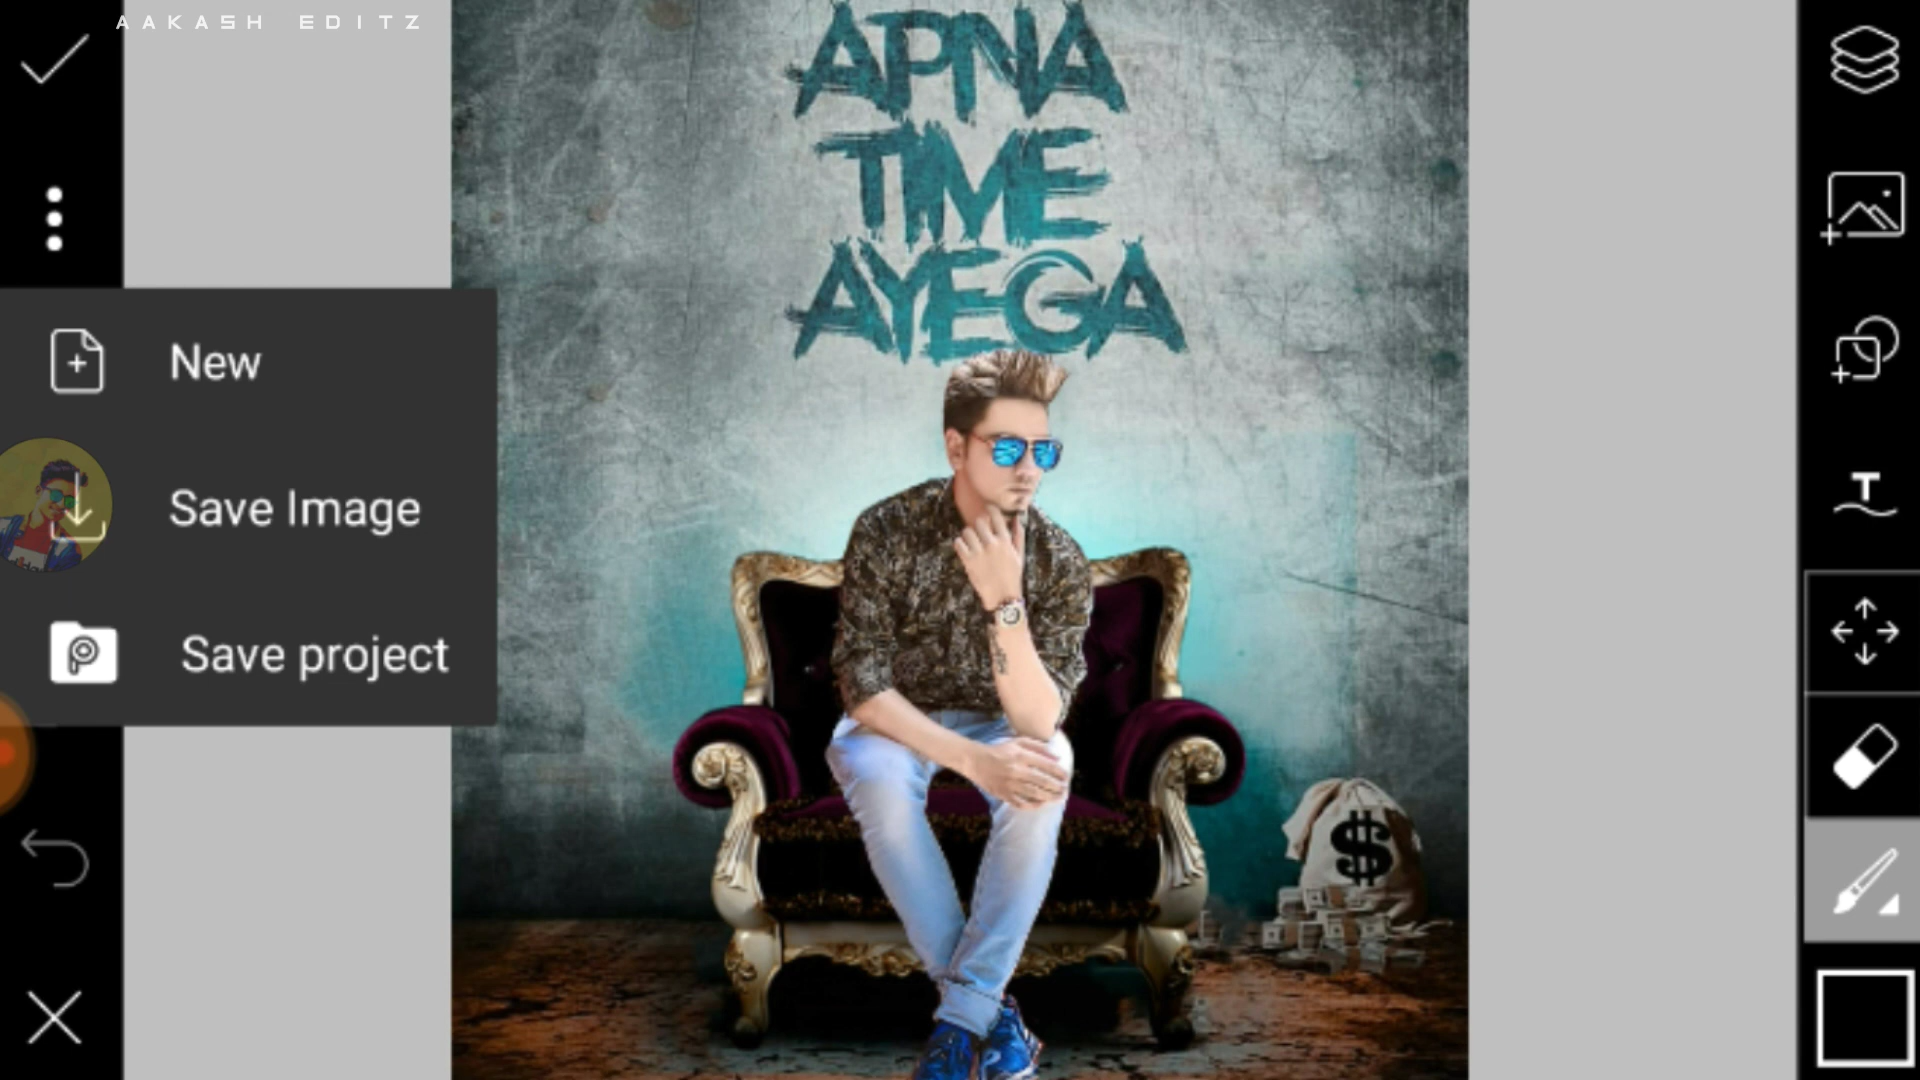 AAKASH EDITZ
APNA
TIME
AYEGA
New
Save Image
Save project
T
$